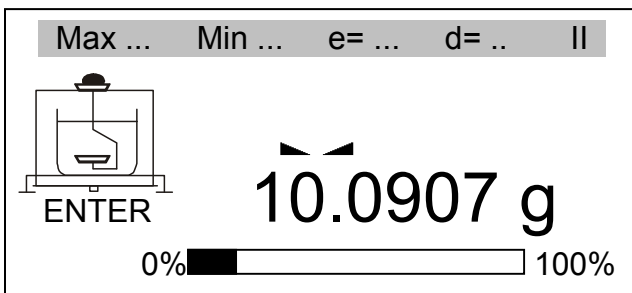 Max ... Min ... e= ... d= .. II
10.0907 g
ENTER
0% 100%